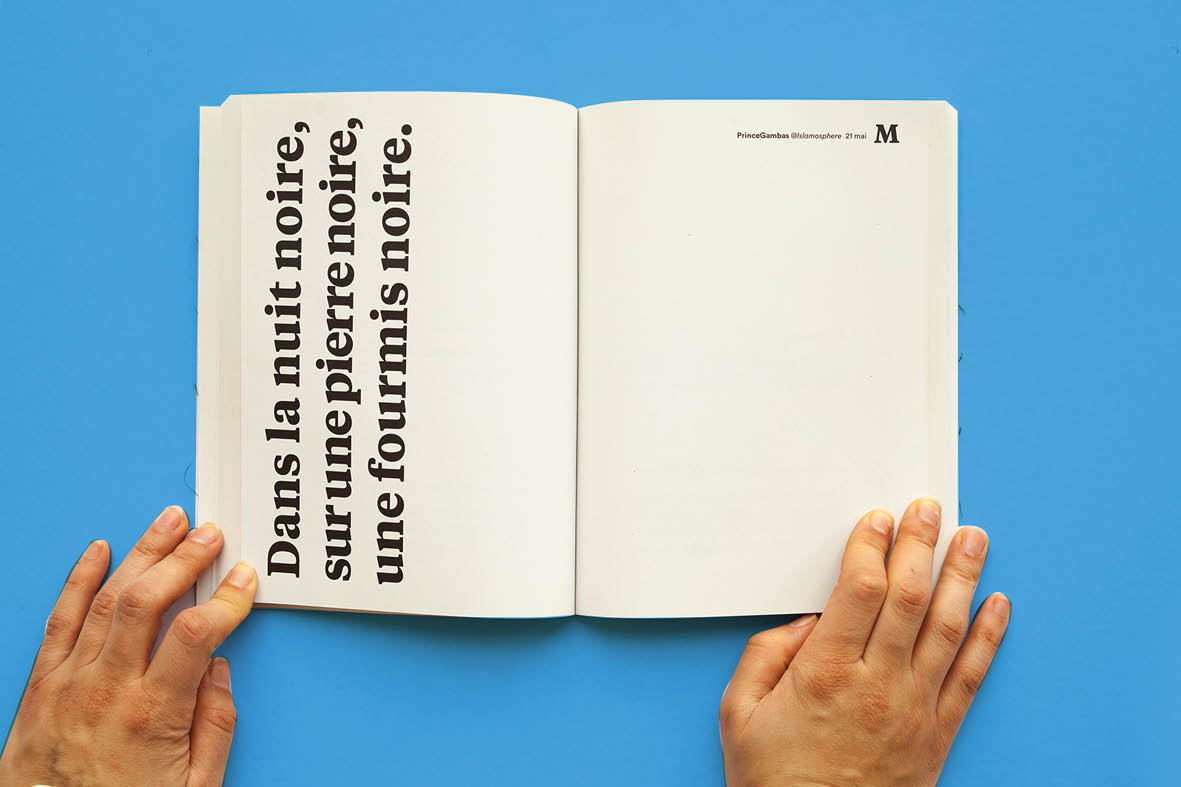 Dans la nuit noire,
sur une pierre noire,
une fourmis noire.
PrinceGambas @Islamosphere 21 mai M